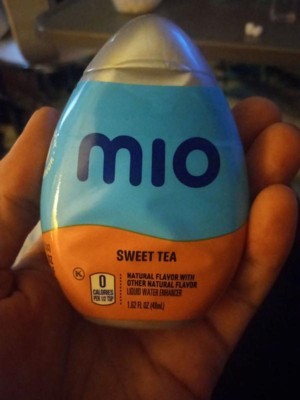 mio
SWEET TEA
K
0
CALORIES
PER 1/2 TSP
NATURAL FLAVOR WITH
OTHER NATURAL FLAVOR
LIQUID WATER ENHANCER
1.62 FL OZ (48mL)